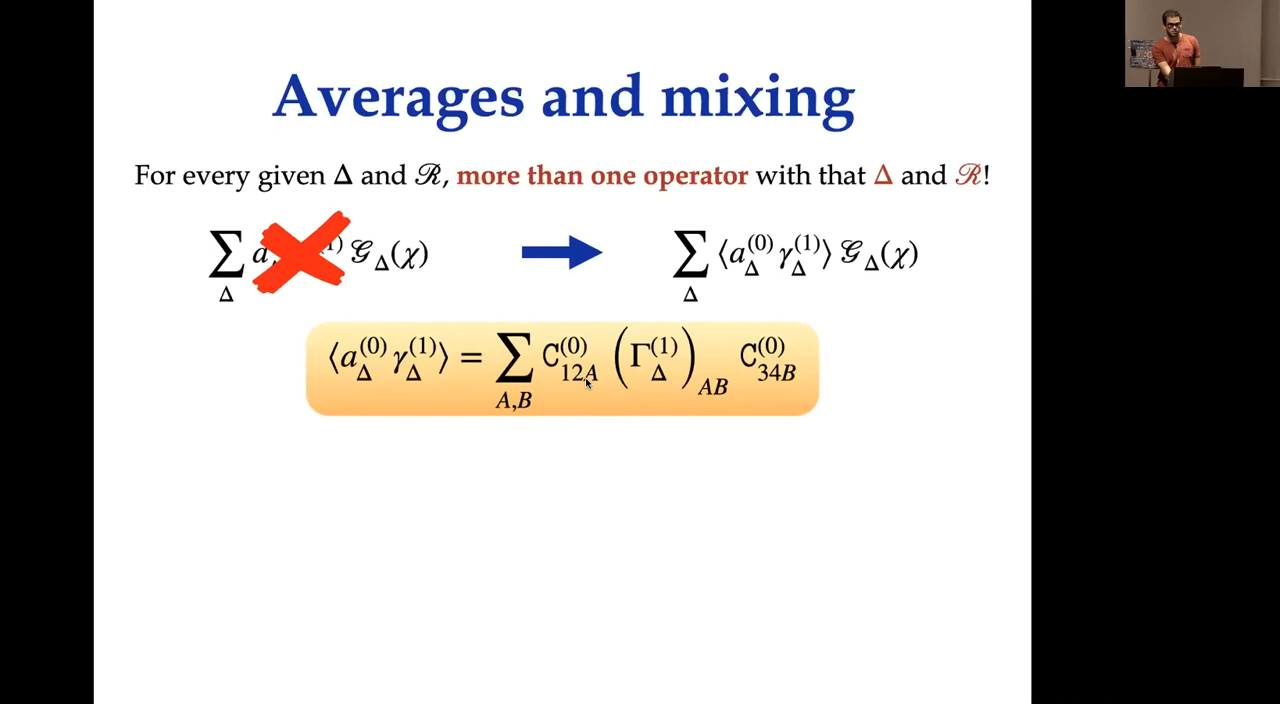 Averages and mixing
For every given Δ and ℛ, more than one operator with that Δ and ℛ!
∑_Δ a 1) 𝒢_Δ(χ) ∑_Δ ⟨a_Δ^(0) γ_Δ^(1)⟩ 𝒢_Δ(χ)
⟨a_Δ^(0) γ_Δ^(1)⟩ = ∑_{A,B} C_{12A}^(0) (Γ_Δ^(1))_{AB} C_{34B}^(0)